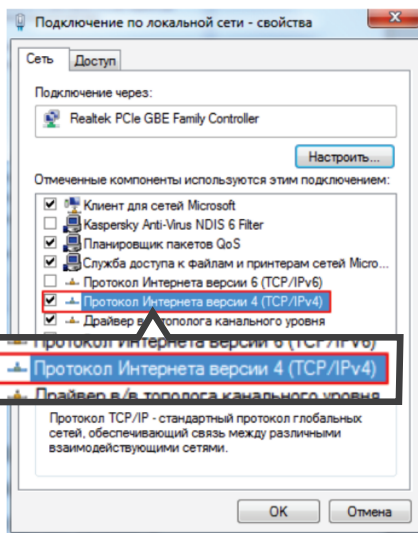 Подключение по локальной сети - свойства
Сеть
Доступ
Подключение через:
Realtek PCIe GBE Family Controller
Настроить...
Отмеченные компоненты используются этим подключением:
Клиент для сетей Microsoft
Kaspersky Anti-Virus NDIS 6 Filter
Планировщик пакетов QoS
Служба доступа к файлам и принтерам сетей Micro...
Протокол Интернета версии 6 (TCP/IPv6)
Протокол Интернета версии 4 (TCP/IPv4)
Драйвер в тополога канального уровня
Протокол Интернета версии 6 (TCP/IPv6)
Протокол Интернета версии 4 (TCP/IPv4)
Драйвер в/в тополога канального уровня
Протокол TCP/IP - стандартный протокол глобальных
сетей, обеспечивающий связь между различными
взаимодействующими сетями.
OK
Отмена